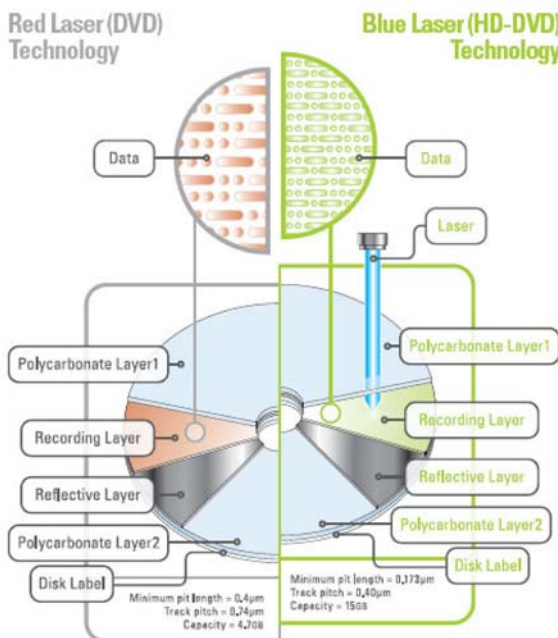 Red Laser (DVD)
Technology
Blue Laser (HD-DVD)
Technology
Data
Data
Laser
Polycarbonate Layer1
Polycarbonate Layer1
Recording Layer
Recording Layer
Reflective Layer
Reflective Layer
Polycarbonate Layer2
Polycarbonate Layer2
Disk Label
Disk Label
Minimum pit length = 0.4µm
Track pitch = 0.74µm
Capacity = 4.7GB
Minimum pit length = 0.173µm
Track pitch = 0.40µm
Capacity = 15GB